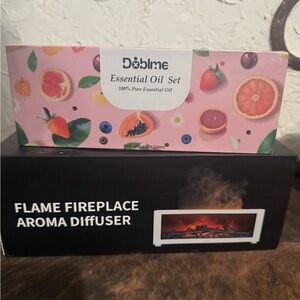 Doblme
Essential Oil Set
100% Pure Essential Oil
FLAME FIREPLACE
AROMA DIffUSER